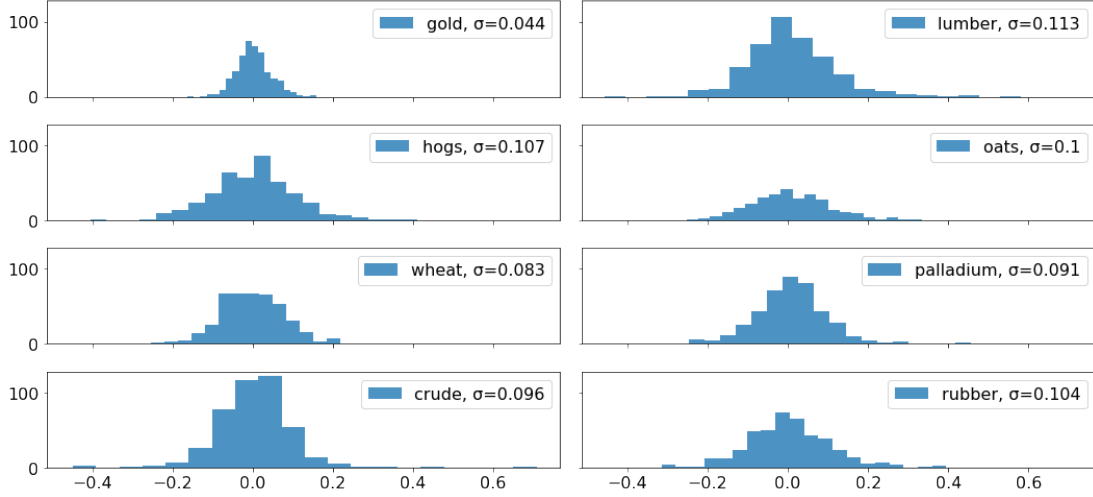 100
0
gold, σ=0.044
lumber, σ=0.113
100
0
hogs, σ=0.107
oats, σ=0.1
100
0
wheat, σ=0.083
palladium, σ=0.091
100
0
crude, σ=0.096
rubber, σ=0.104
−0.4 −0.2 0.0 0.2 0.4 0.6
−0.4 −0.2 0.0 0.2 0.4 0.6